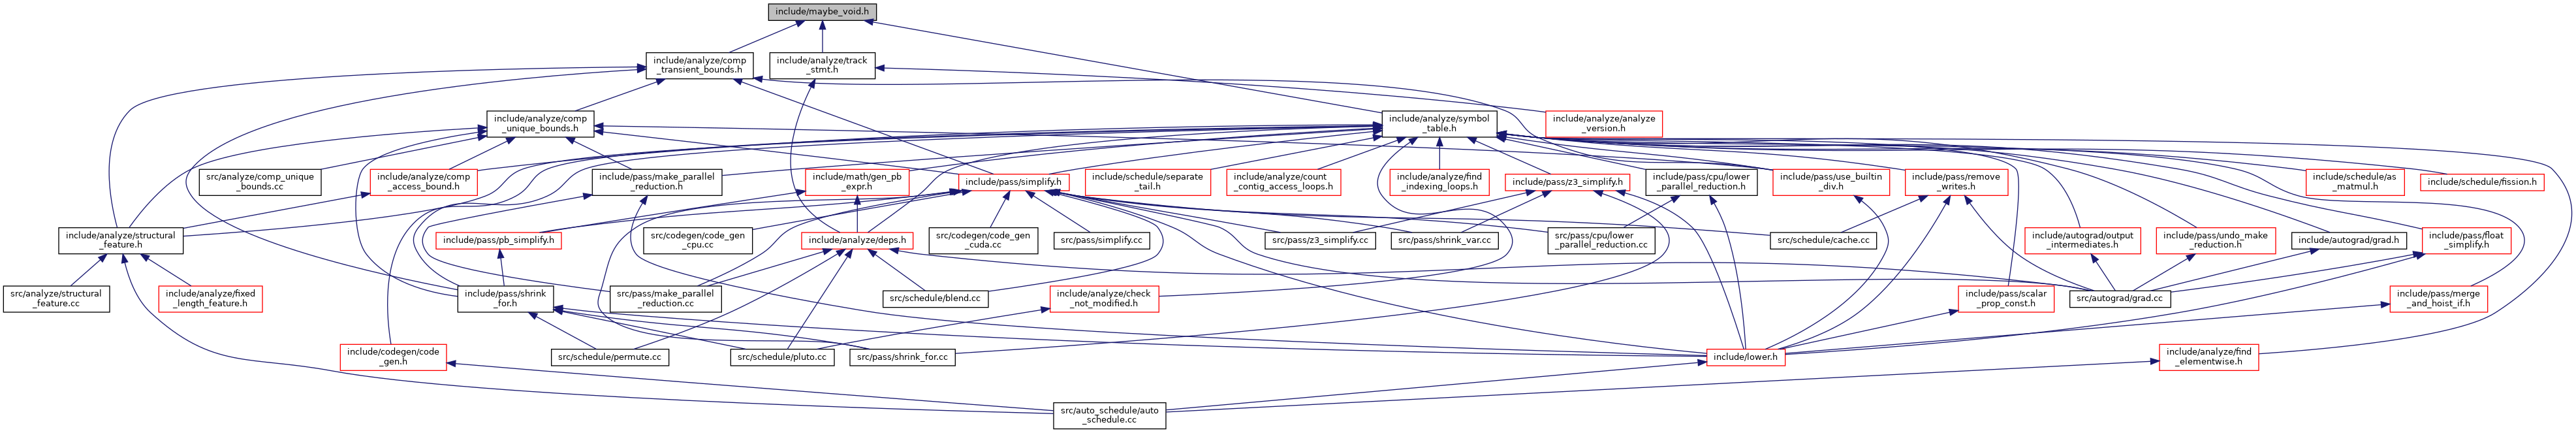 include/maybe_void.h
include/analyze/comp
_transient_bounds.h
include/analyze/track
_stmt.h
include/analyze/comp
_unique_bounds.h
include/analyze/symbol
_table.h
include/analyze/analyze
_version.h
src/analyze/comp_unique
_bounds.cc
include/analyze/comp
_access_bound.h
include/pass/make_parallel
_reduction.h
include/math/gen_pb
_expr.h
include/pass/simplify.h
include/schedule/separate
_tail.h
include/analyze/count
_contig_access_loops.h
include/analyze/find
_indexing_loops.h
include/pass/z3_simplify.h
include/pass/cpu/lower
_parallel_reduction.h
include/pass/use_builtin
_div.h
include/pass/remove
_writes.h
include/schedule/as
_matmul.h
include/schedule/fission.h
include/analyze/structural
_feature.h
include/pass/pb_simplify.h
src/codegen/code_gen
_cpu.cc
include/analyze/deps.h
src/codegen/code_gen
_cuda.cc
src/pass/simplify.cc
src/pass/z3_simplify.cc
src/pass/shrink_var.cc
src/pass/cpu/lower
_parallel_reduction.cc
src/schedule/cache.cc
include/autograd/output
_intermediates.h
include/pass/undo_make
_reduction.h
include/autograd/grad.h
include/pass/float
_simplify.h
src/analyze/structural
_feature.cc
include/analyze/fixed
_length_feature.h
include/pass/shrink
_for.h
src/pass/make_parallel
_reduction.cc
src/schedule/blend.cc
include/analyze/check
_not_modified.h
include/pass/scalar
_prop_const.h
src/autograd/grad.cc
include/pass/merge
_and_hoist_if.h
include/codegen/code
_gen.h
src/schedule/permute.cc
src/schedule/pluto.cc
src/pass/shrink_for.cc
include/lower.h
include/analyze/find
_elementwise.h
src/auto_schedule/auto
_schedule.cc